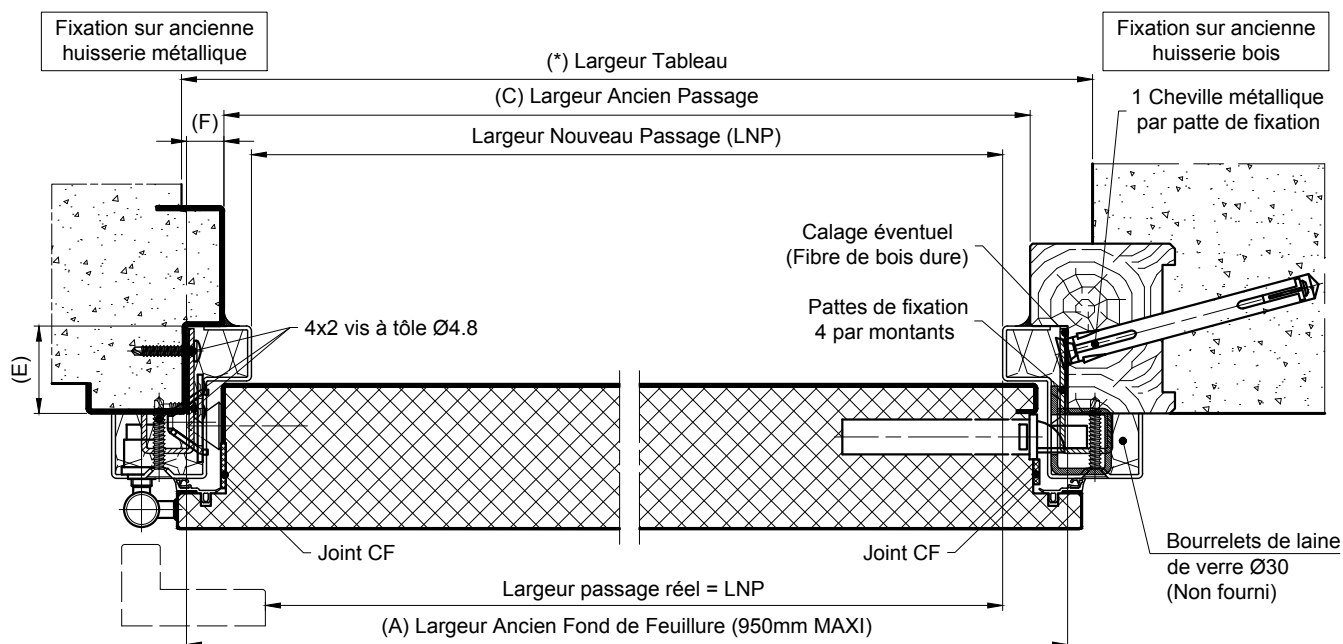 Fixation sur ancienne
huisserie métallique
Fixation sur ancienne
huisserie bois
(*) Largeur Tableau
(C) Largeur Ancien Passage
(F)
Largeur Nouveau Passage (LNP)
1 Cheville métallique
par patte de fixation
Calage éventuel
(Fibre de bois dure)
Pattes de fixation
4 par montants
4x2 vis à tôle Ø4.8
(E)
Joint CF
Joint CF
Bourrelets de laine
de verre Ø30
(Non fourni)
Largeur passage réel = LNP
(A) Largeur Ancien Fond de Feuillure (950mm MAXI)